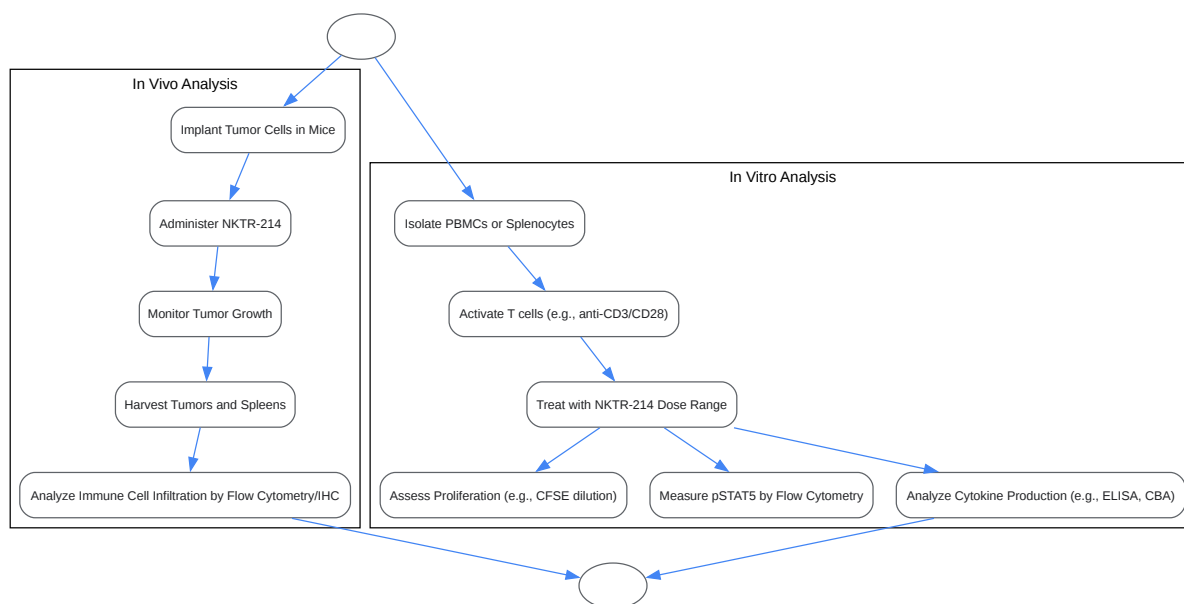 In Vivo Analysis
Implant Tumor Cells in Mice
Administer NKTR-214
Monitor Tumor Growth
Harvest Tumors and Spleens
Analyze Immune Cell Infiltration by Flow Cytometry/IHC
In Vitro Analysis
Isolate PBMCs or Splenocytes
Activate T cells (e.g., anti-CD3/CD28)
Treat with NKTR-214 Dose Range
Assess Proliferation (e.g., CFSE dilution)
Measure pSTAT5 by Flow Cytometry
Analyze Cytokine Production (e.g., ELISA, CBA)